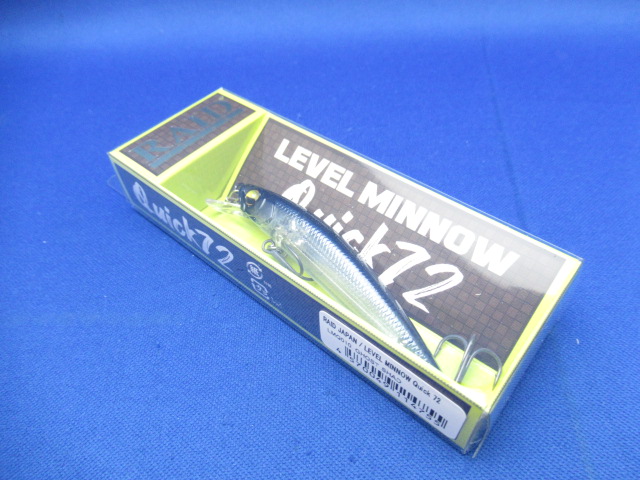 RAID
LEVEL MINNOW
Quick72
Quick72
RAID JAPAN / LEVEL MINNOW Quick 72